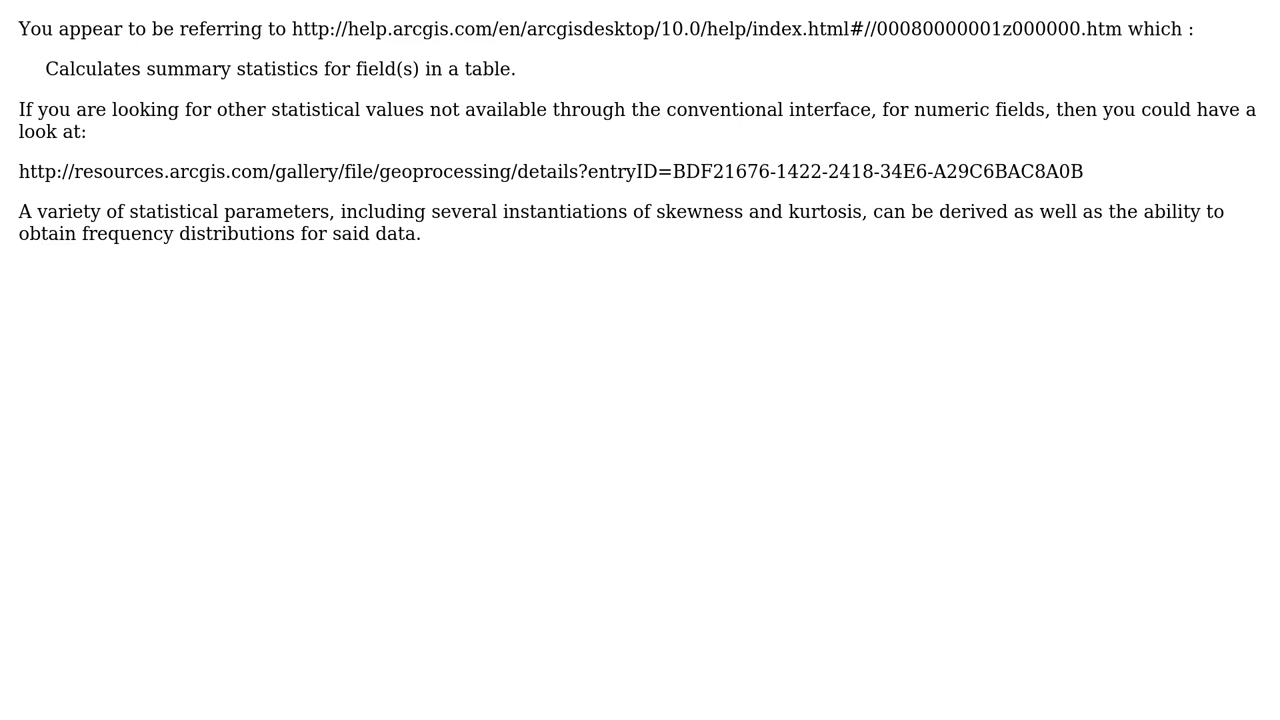 You appear to be referring to http://help.arcgis.com/en/arcgisdesktop/10.0/help/index.html#//00080000001z000000.htm which :
Calculates summary statistics for field(s) in a table.
If you are looking for other statistical values not available through the conventional interface, for numeric fields, then you could have a
look at:
http://resources.arcgis.com/gallery/file/geoprocessing/details?entryID=BDF21676-1422-2418-34E6-A29C6BAC8A0B
A variety of statistical parameters, including several instantiations of skewness and kurtosis, can be derived as well as the ability to
obtain frequency distributions for said data.